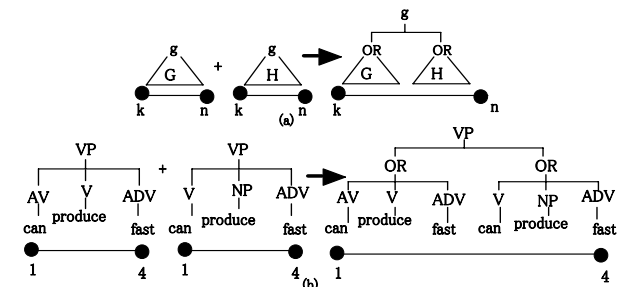 g
g g OR OR
G + H G H
k n k n k n
(a)
VP
VP + VP OR OR
AV V ADV V NP ADV AV V ADV V NP ADV
can produce fast can produce fast can produce fast can produce fast
1 4 1 4 1 4
(b)